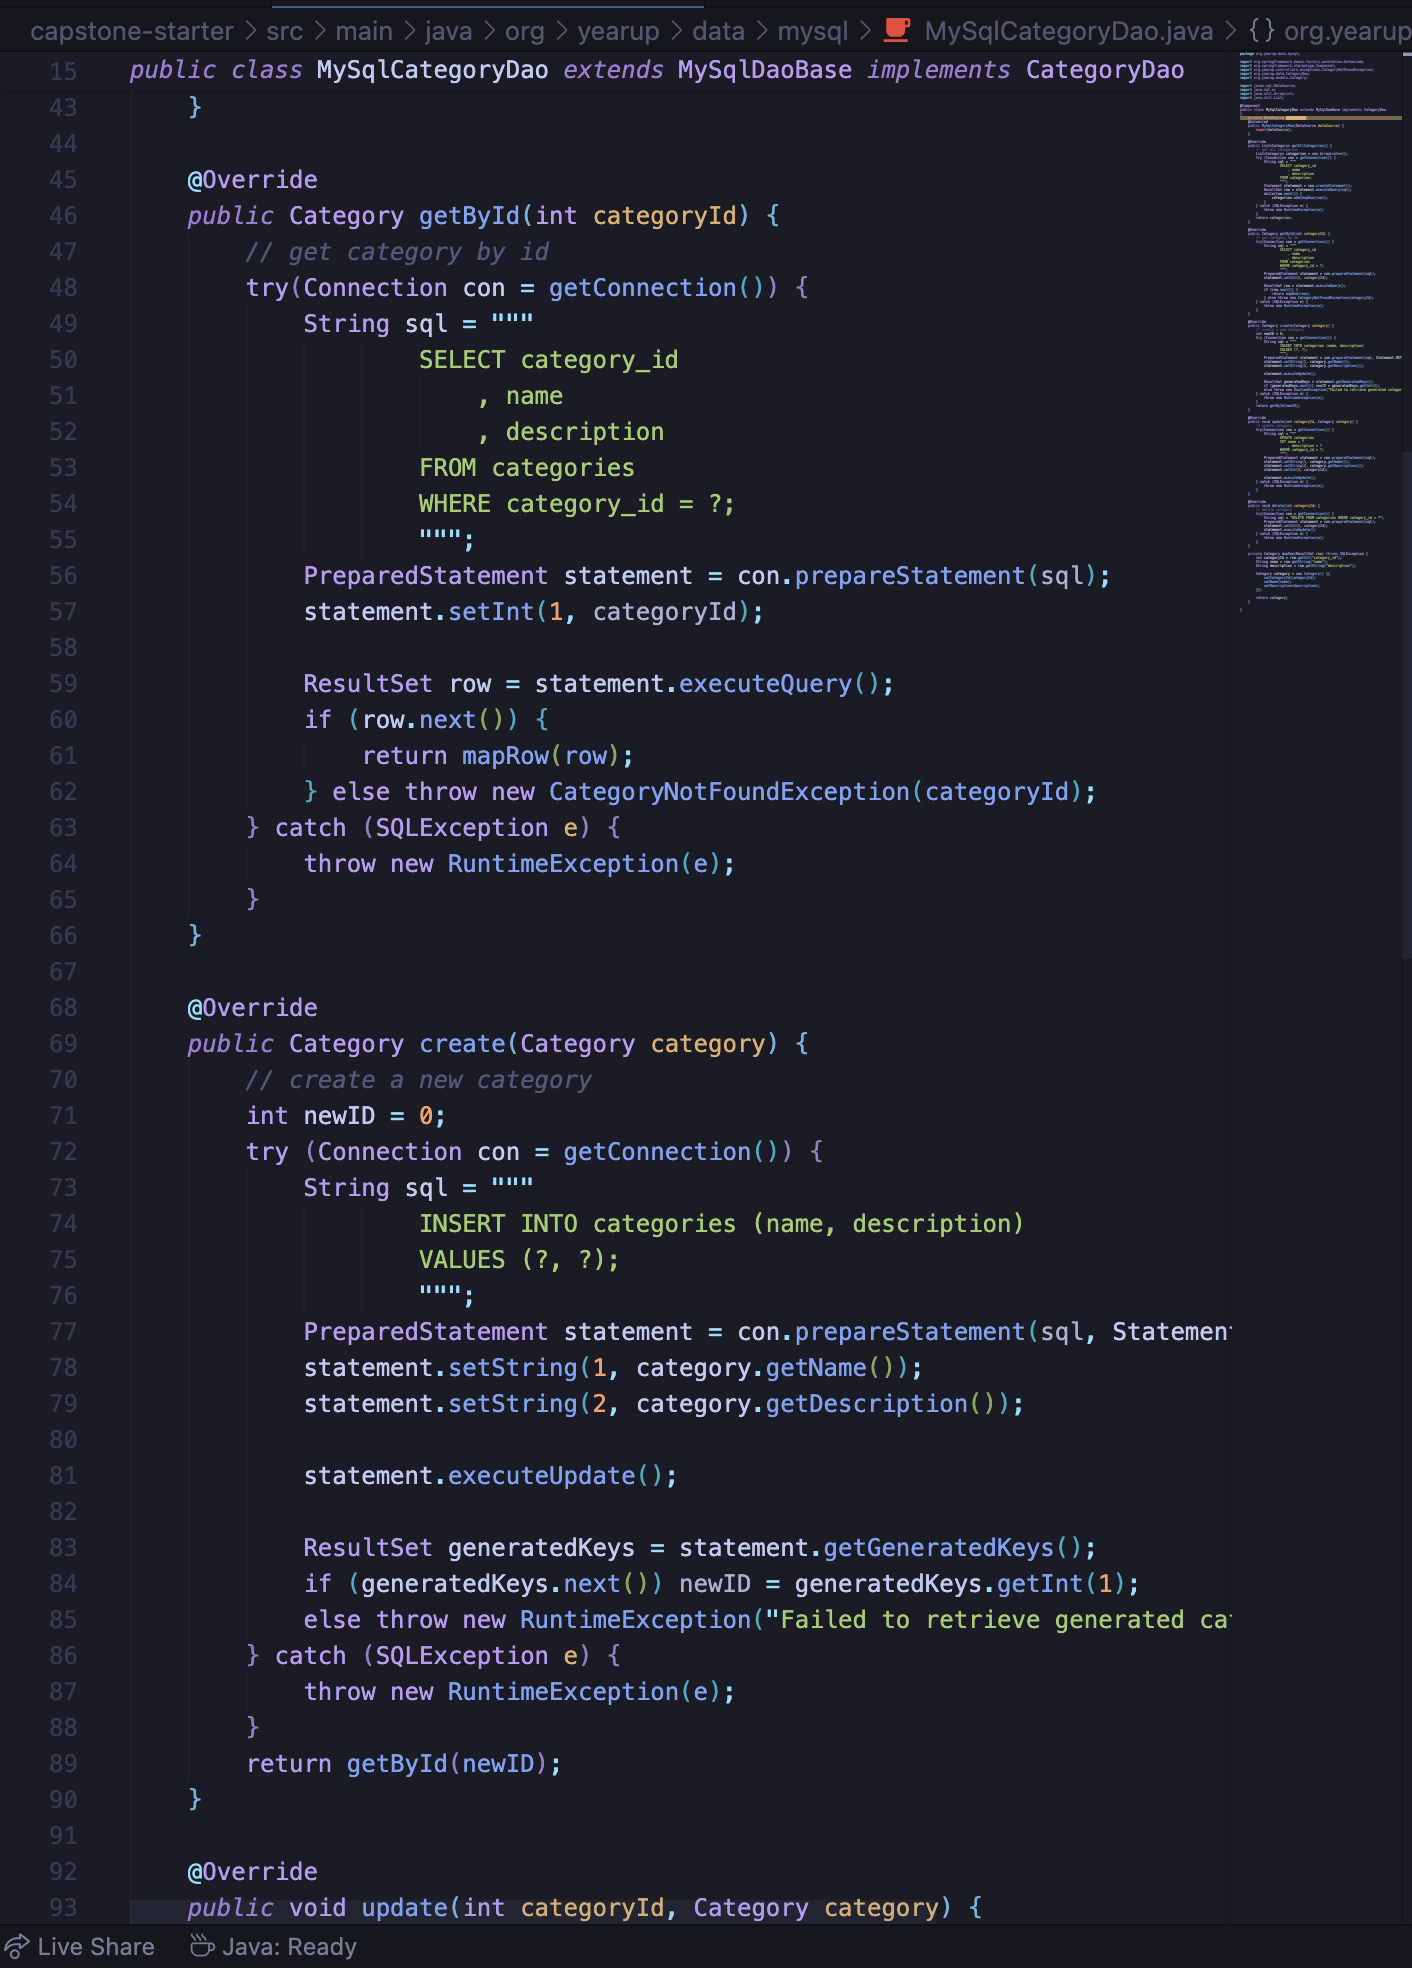 capstone-starter > src > main > java > org > yearup > data > mysql > MySqlCategoryDao.java > {} org.yearup
15 public class MySqlCategoryDao extends MySqlDaoBase implements CategoryDao
43 }
44
45 @Override
46 public Category getById(int categoryId) {
47 // get category by id
48 try(Connection con = getConnection()) {
49 String sql = """
50 SELECT category_id
51 , name
52 , description
53 FROM categories
54 WHERE category_id = ?;
55 """;
56 PreparedStatement statement = con.prepareStatement(sql);
57 statement.setInt(1, categoryId);
58
59 ResultSet row = statement.executeQuery();
60 if (row.next()) {
61 return mapRow(row);
62 } else throw new CategoryNotFoundException(categoryId);
63 } catch (SQLException e) {
64 throw new RuntimeException(e);
65 }
66 }
67
68 @Override
69 public Category create(Category category) {
70 // create a new category
71 int newID = 0;
72 try (Connection con = getConnection()) {
73 String sql = """
74 INSERT INTO categories (name, description)
75 VALUES (?, ?);
76 """;
77 PreparedStatement statement = con.prepareStatement(sql, Statement
78 statement.setString(1, category.getName());
79 statement.setString(2, category.getDescription());
80
81 statement.executeUpdate();
82
83 ResultSet generatedKeys = statement.getGeneratedKeys();
84 if (generatedKeys.next()) newID = generatedKeys.getInt(1);
85 else throw new RuntimeException("Failed to retrieve generated ca
86 } catch (SQLException e) {
87 throw new RuntimeException(e);
88 }
89 return getById(newID);
90 }
91
92 @Override
93 public void update(int categoryId, Category category) {
Live Share Java: Ready